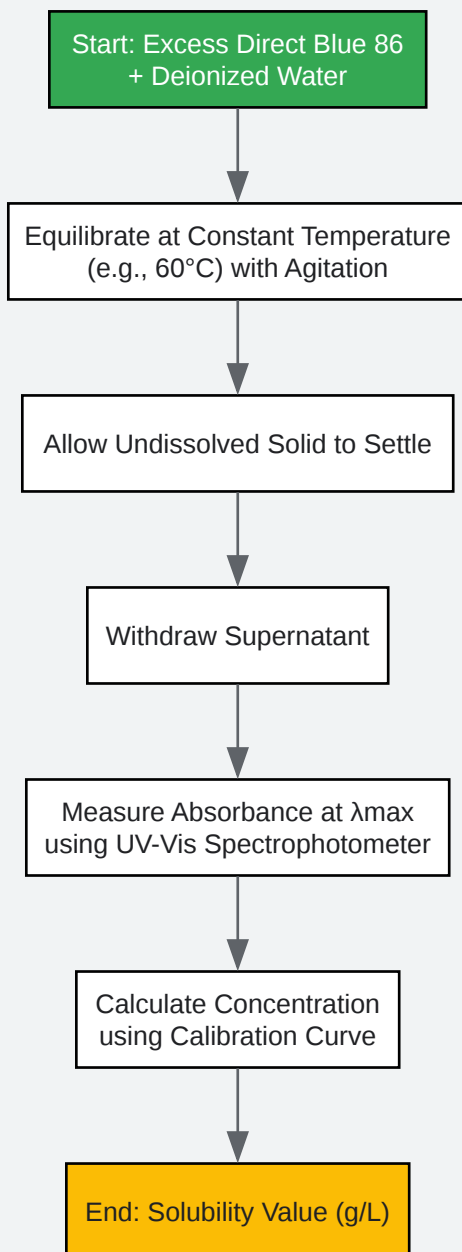 Start: Excess Direct Blue 86
+ Deionized Water
Equilibrate at Constant Temperature
(e.g., 60°C) with Agitation
Allow Undissolved Solid to Settle
Withdraw Supernatant
Measure Absorbance at λmax
using UV-Vis Spectrophotometer
Calculate Concentration
using Calibration Curve
End: Solubility Value (g/L)